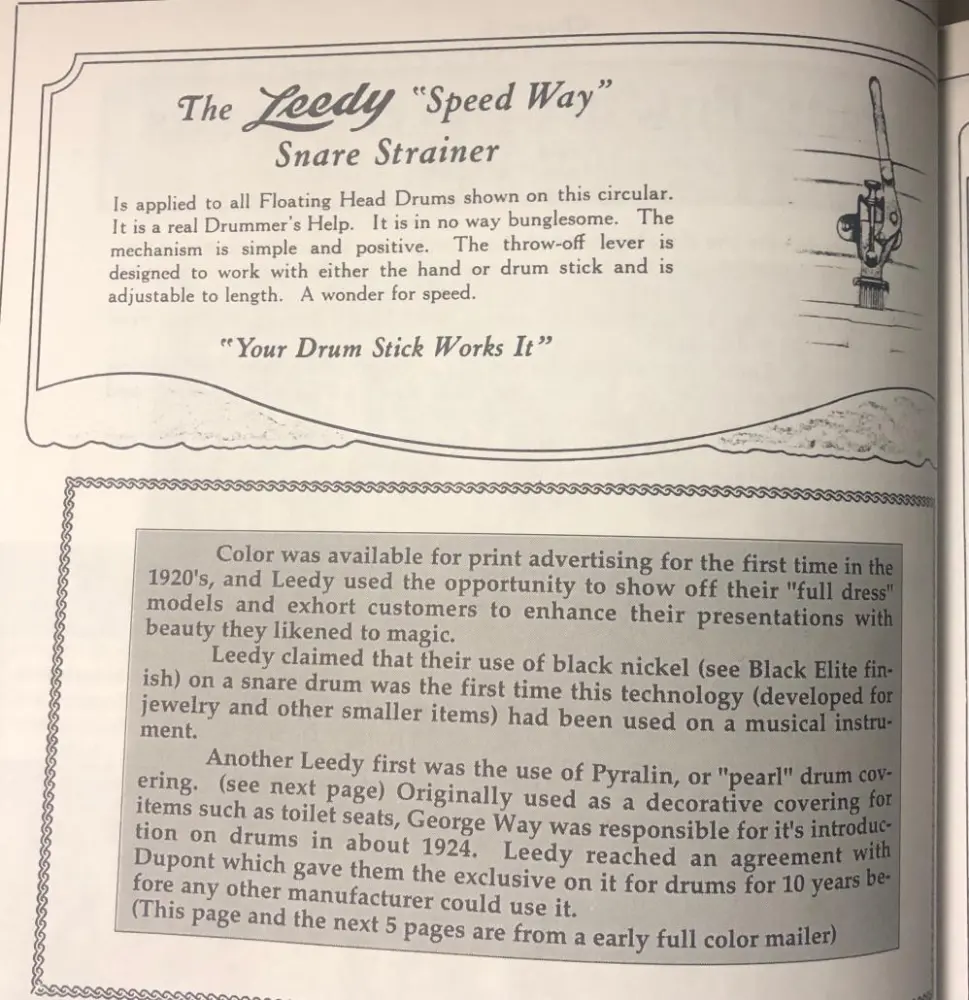 The Leedy "Speed Way"
Snare Strainer
Is applied to all Floating Head Drums shown on this circular.
It is a real Drummer's Help. It is in no way bunglesome. The
mechanism is simple and positive. The throw-off lever is
designed to work with either the hand or drum stick and is
adjustable to length. A wonder for speed.
"Your Drum Stick Works It"
Color was available for print advertising for the first time in the
1920's, and Leedy used the opportunity to show off their "full dress"
models and exhort customers to enhance their presentations with
beauty they likened to magic.
Leedy claimed that their use of black nickel (see Black Elite fin-
ish) on a snare drum was the first time this technology (developed for
jewelry and other smaller items) had been used on a musical instru-
ment.
Another Leedy first was the use of Pyralin, or "pearl" drum cov-
ering. (see next page) Originally used as a decorative covering for
items such as toilet seats, George Way was responsible for it's introduc-
tion on drums in about 1924. Leedy reached an agreement with
Dupont which gave them the exclusive on it for drums for 10 years be-
fore any other manufacturer could use it.
(This page and the next 5 pages are from a early full color mailer)